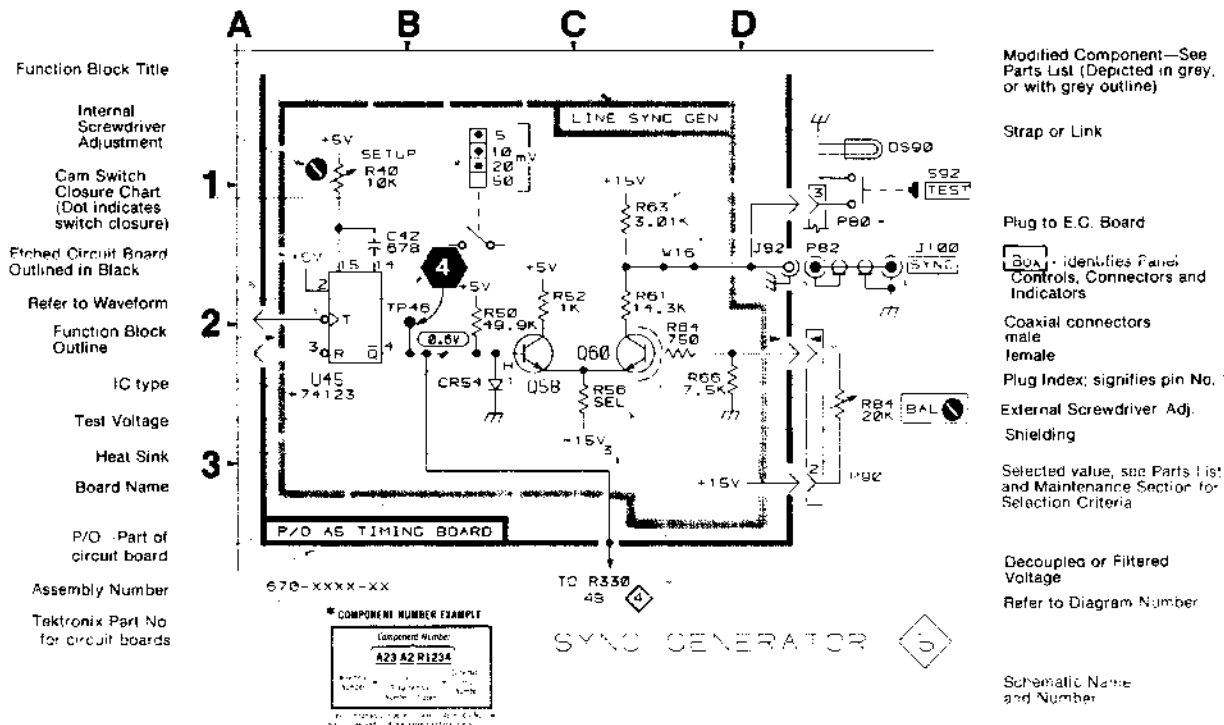 A B C D
1
2
3
Function Block Title
Internal
Screwdriver
Adjustment
Cam Switch
Closure Chart
(Dot indicates
switch closure)
Etched Circuit Board
Outlined in Black
Refer to Waveform
Function Block
Outline
IC type
Test Voltage
Heat Sink
Board Name
P/O - Part of
circuit board
Assembly Number
Tektronix Part No
for circuit boards
LINE SYNC GEN
+5V
SETUP
R40
10K
5
10
20
50
mV
C42
678
15 14
+5V
2
1
T
3
R
Q
4
U45
+74123
4
TP46
0.6V
+5V
R50
49.9K
CR54
+5V
R52
1K
Q58
Q60
R56
SEL
-15V
3
+15V
R63
3.01K
W16
R61
14.3K
R84
750
R66
7.5K
J92
P82
J100
SYNC
DS90
S92
TEST
3
P80
R84
20K
BAL
+15V
2
P90
P/O A5 TIMING BOARD
670-XXXX-XX
TO R330
4B
4
SYNC GENERATOR
5
* COMPONENT NUMBER EXAMPLE
Component Number
A23 A2 R1234
Modified Component—See
Parts List (Depicted in grey,
or with grey outline)
Strap or Link
Plug to E.C. Board
Box - Identifies Panel
Controls, Connectors and
Indicators
Coaxial connectors
male
female
Plug Index; signifies pin No. 1
External Screwdriver Adj.
Shielding
Selected value, see Parts List
and Maintenance Section for
Selection Criteria
Decoupled or Filtered
Voltage
Refer to Diagram Number
Schematic Name
and Number